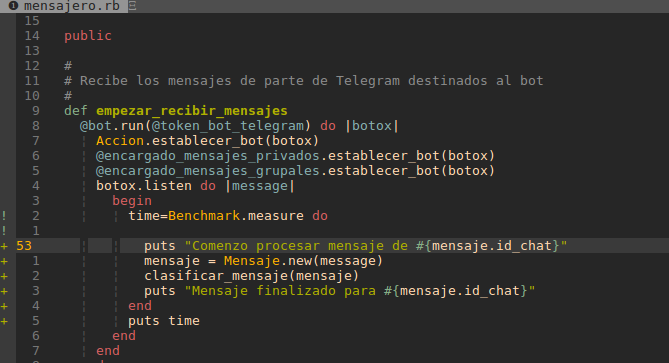 ❶ mensajero.rb
15
14 public
13
12 #
11 # Recibe los mensajes de parte de Telegram destinados al bot
10 #
9 def empezar_recibir_mensajes
8 @bot.run(@token_bot_telegram) do |botox|
7 Accion.establecer_bot(botox)
6 @encargado_mensajes_privados.establecer_bot(botox)
5 @encargado_mensajes_grupales.establecer_bot(botox)
4 botox.listen do |message|
3 begin
! 2 time=Benchmark.measure do
! 1
+ 53 puts "Comenzo procesar mensaje de #{mensaje.id_chat}"
+ 1 mensaje = Mensaje.new(message)
+ 2 clasificar_mensaje(mensaje)
+ 3 puts "Mensaje finalizado para #{mensaje.id_chat}"
+ 4 end
+ 5 puts time
6 end
7 end